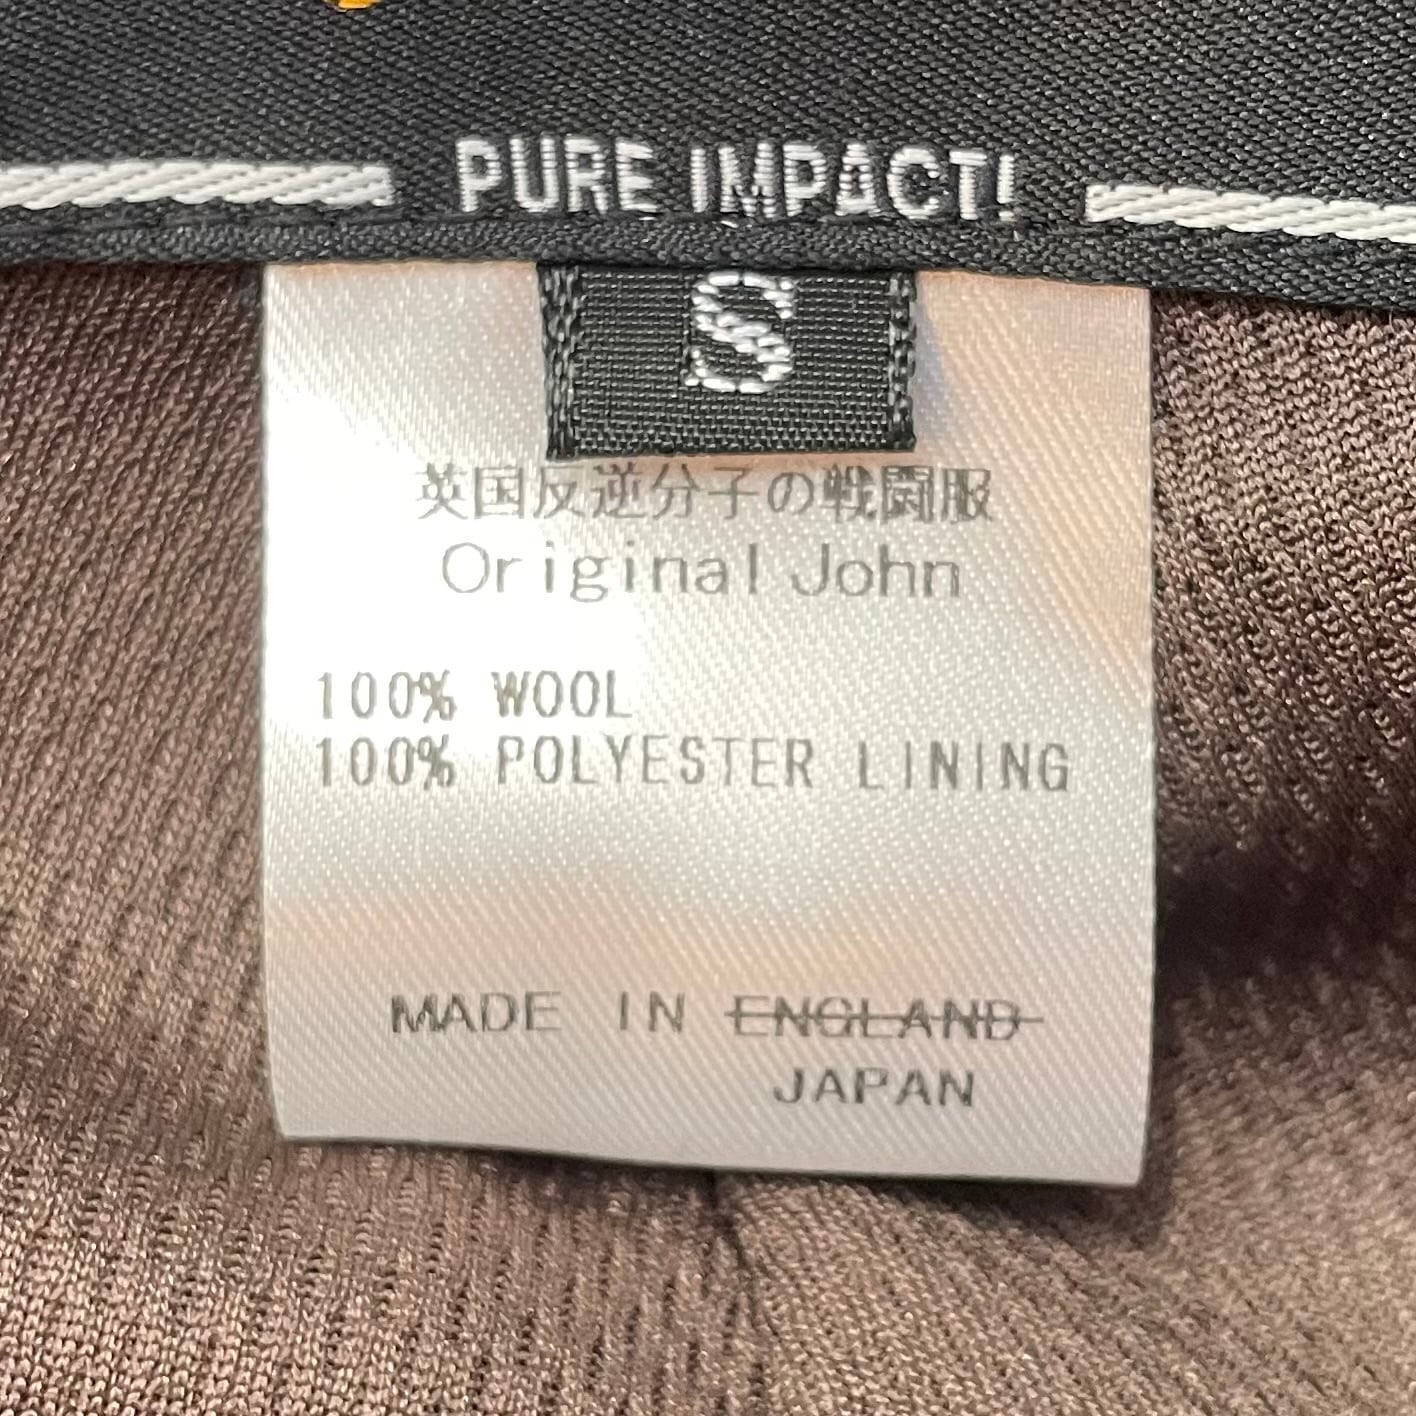 PURE IMPACT!
S
英国反逆分子の戦闘服
Original John
100% WOOL
100% POLYESTER LINING
MADE IN ENGLAND
JAPAN